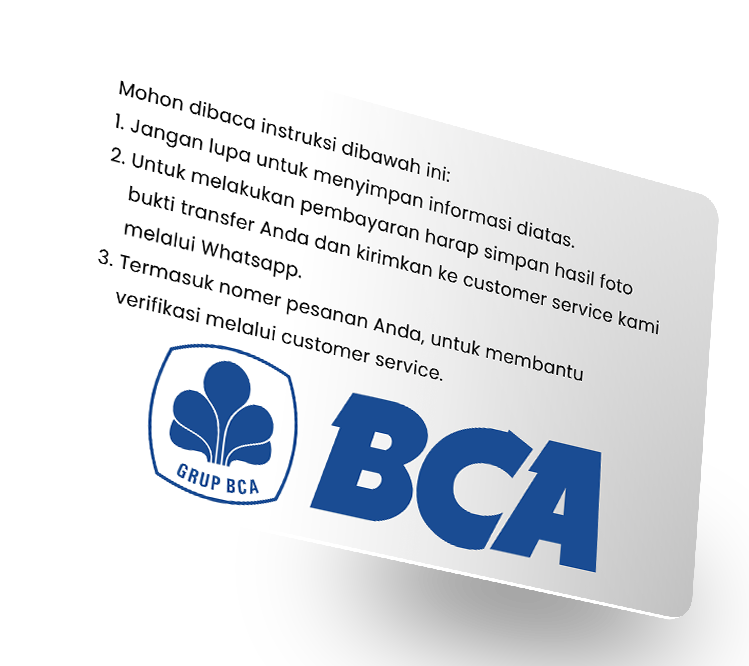 Mohon dibaca instruksi dibawah ini:
1. Jangan lupa untuk menyimpan informasi diatas.
2. Untuk melakukan pembayaran harap simpan hasil foto
bukti transfer Anda dan kirimkan ke customer service kami
melalui Whatsapp.
3. Termasuk nomer pesanan Anda, untuk membantu
verifikasi melalui customer service.
GRUP BCA
BCA